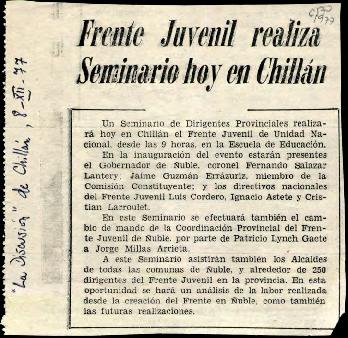 Frente Juvenil realiza
Seminario hoy en Chillán
Un Seminario de Dirigentes Provinciales realiza-
rá hoy en Chillán el Frente Juvenil de Unidad Na-
cional, desde las 9 horas, en la Escuela de Educación.
En la inauguración del evento estarán presentes
el Gobernador de Ñuble, coronel Fernando Salazar
Lantery; Jaime Guzmán Errázuriz, miembro de la
Comisión Constituyente; y los directivos nacionales
del Frente Juvenil Luis Cordero, Ignacio Astete y Cris-
tian Larroulet.
En este Seminario se efectuará también el cam-
bio de mando de la Coordinación Provincial del Fren-
te Juvenil de Ñuble, por parte de Patricio Lynch Gaete
a Jorge Millas Arrieta.
A este Seminario asistirán también los Alcaldes
de todas las comunas de Ñuble, y alrededor de 250
dirigentes del Frente Juvenil en la provincia. En esta
oportunidad se hará un análisis de la labor realizada
desde la creación del Frente en Ñuble, como también
las futuras realizaciones.
"La Discusión" de Chillán, 8-XII-77